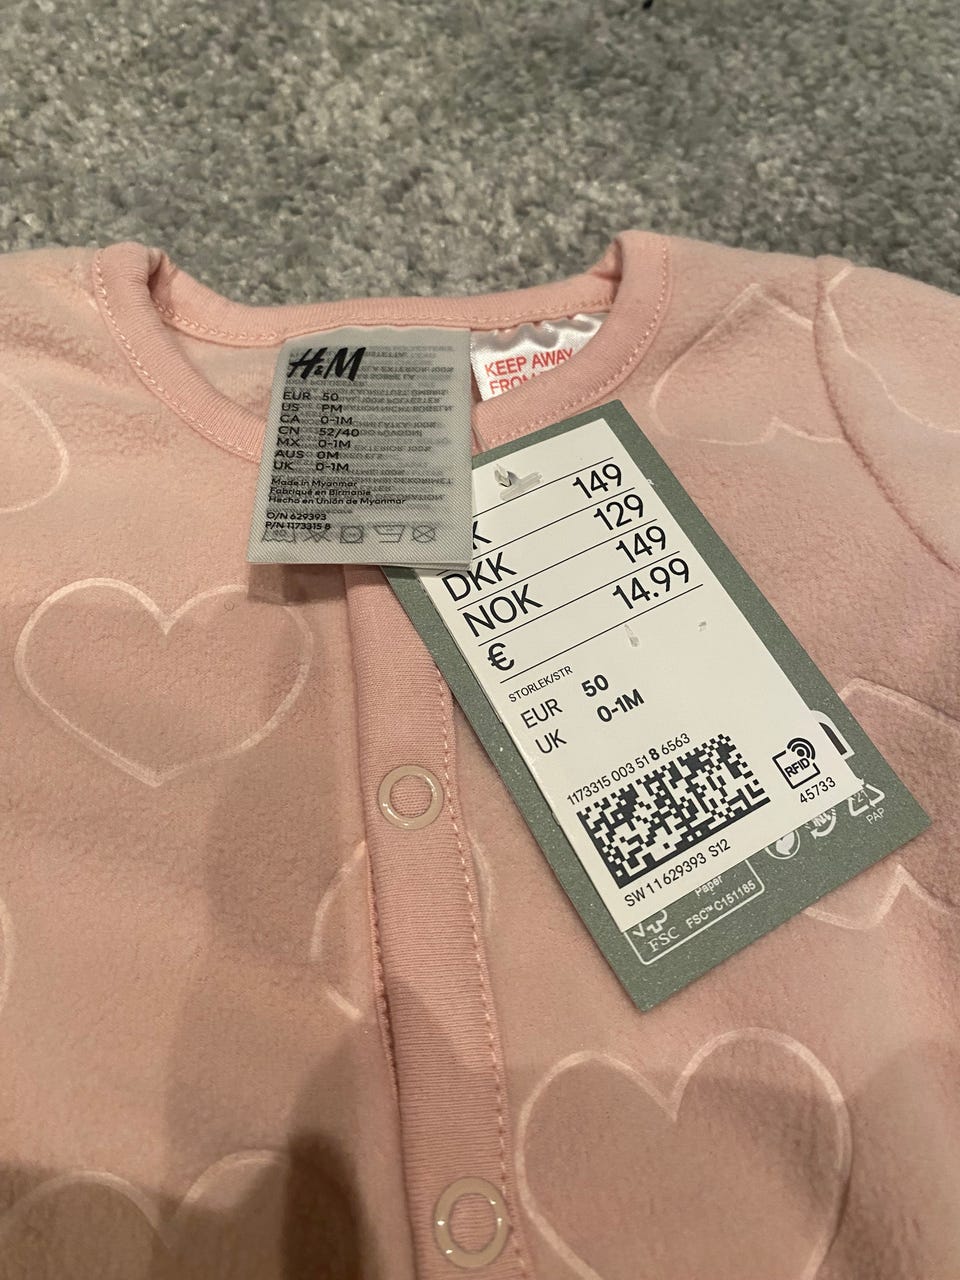 H&M
EUR 50
US PM
CA 0-1M
CN 52/40
MX 0-1M
AUS 0M
UK 0-1M
Made in Myanmar
Fabriqué en Birmanie
Hecho en Unión de Myanmar
O/N 629393
P/N 1173315 8
KEEP AWAY
FROM
149
K 129
DKK 149
NOK 14.99
€
STORLEK/STR
EUR 50
UK 0-1M
1173315 003 51 8 6563
RFID
45733
SW 11 629393 S12
21
PAP
Paper
FSC™ C151185
FSC